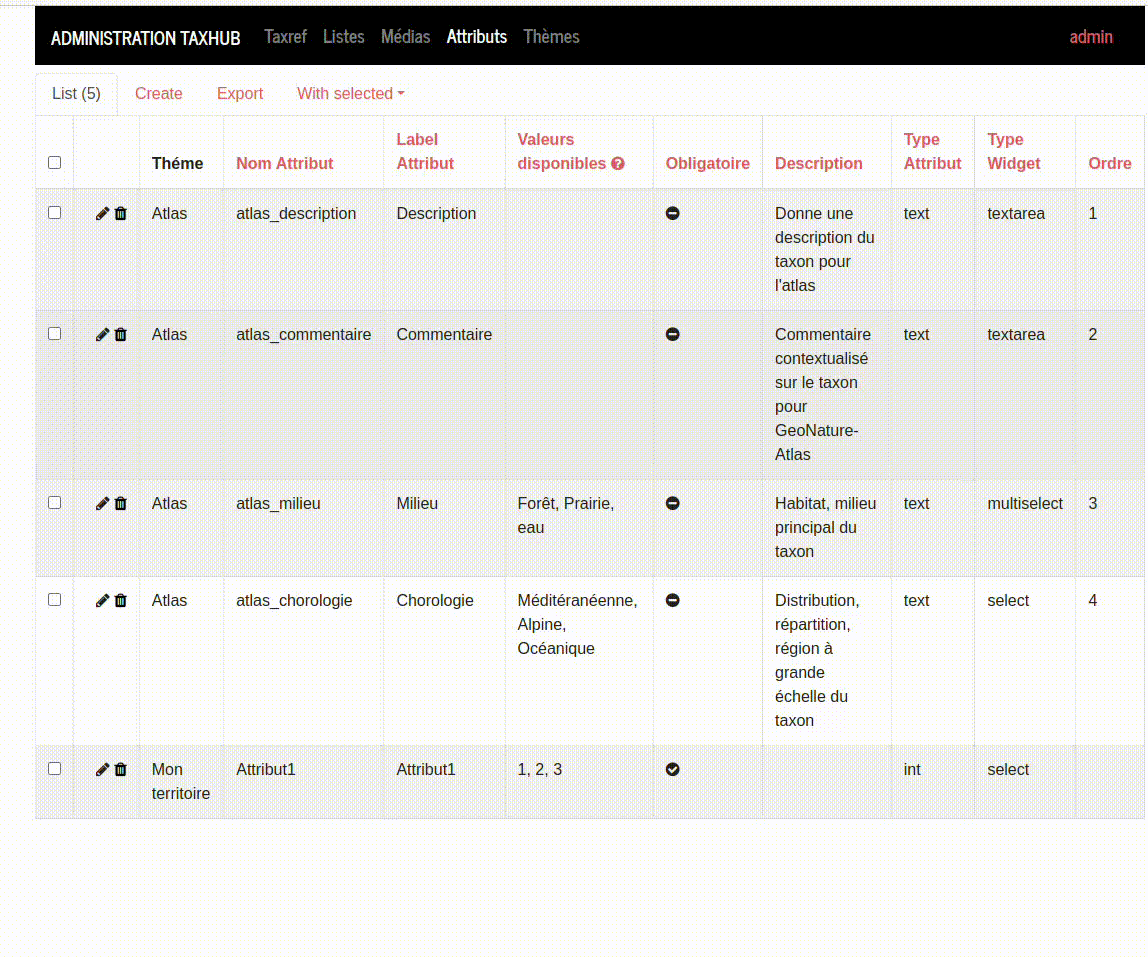 ADMINISTRATION TAXHUB Taxref Listes Médias Attributs Thèmes admin
List (5) Create Export With selected
Théme Nom Attribut Label Attribut Valeurs disponibles Obligatoire Description Type Attribut Type Widget Ordre
Atlas atlas_description Description Donne une description du taxon pour l'atlas text textarea 1
Atlas atlas_commentaire Commentaire Commentaire contextualisé sur le taxon pour GeoNature-Atlas text textarea 2
Atlas atlas_milieu Milieu Forêt, Prairie, eau Habitat, milieu principal du taxon text multiselect 3
Atlas atlas_chorologie Chorologie Méditéranéenne, Alpine, Océanique Distribution, répartition, région à grande échelle du taxon text select 4
Mon territoire Attribut1 Attribut1 1, 2, 3 int select